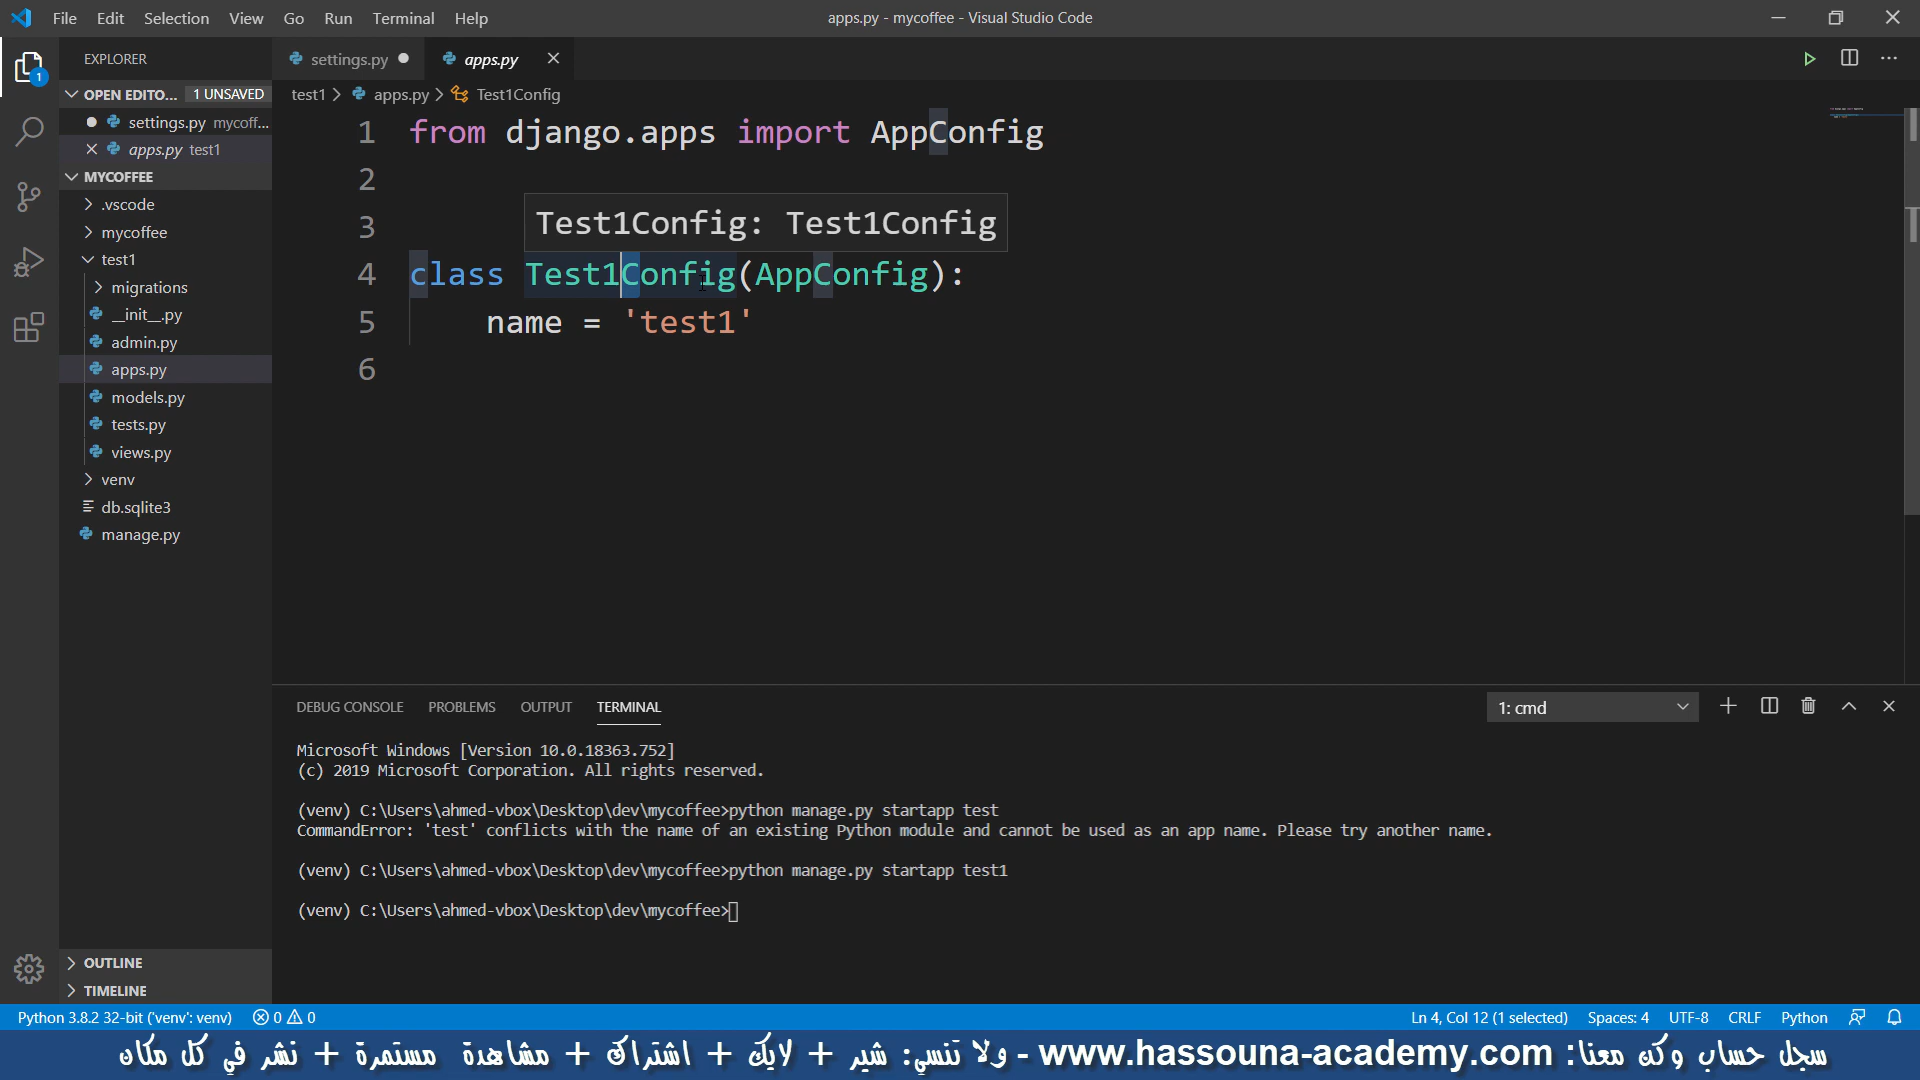 File Edit Selection View Go Run Terminal Help
apps.py - mycoffee - Visual Studio Code
EXPLORER
settings.py
apps.py
1
OPEN EDITO... 1 UNSAVED
settings.py mycoff...
apps.py test1
MYCOFFEE
.vscode
mycoffee
test1
migrations
__init__.py
admin.py
apps.py
models.py
tests.py
views.py
venv
db.sqlite3
manage.py
OUTLINE
TIMELINE
test1 > apps.py > Test1Config
1 from django.apps import AppConfig
2
3
Test1Config: Test1Config
4 class Test1Config(AppConfig):
5 name = 'test1'
6
DEBUG CONSOLE PROBLEMS OUTPUT TERMINAL
1: cmd
Microsoft Windows [Version 10.0.18363.752]
(c) 2019 Microsoft Corporation. All rights reserved.
(venv) C:\Users\ahmed-vbox\Desktop\dev\mycoffee>python manage.py startapp test
CommandError: 'test' conflicts with the name of an existing Python module and cannot be used as an app name. Please try another name.
(venv) C:\Users\ahmed-vbox\Desktop\dev\mycoffee>python manage.py startapp test1
(venv) C:\Users\ahmed-vbox\Desktop\dev\mycoffee>
Python 3.8.2 32-bit ('venv': venv) 0 0
Ln 4, Col 12 (1 selected) Spaces: 4 UTF-8 CRLF Python
سجل حساب وكن معنا: www.hassouna-academy.com - ولا تنسي: شير + لايك + اشتراك + مشاهدة مستمرة + نشر في كل مكان